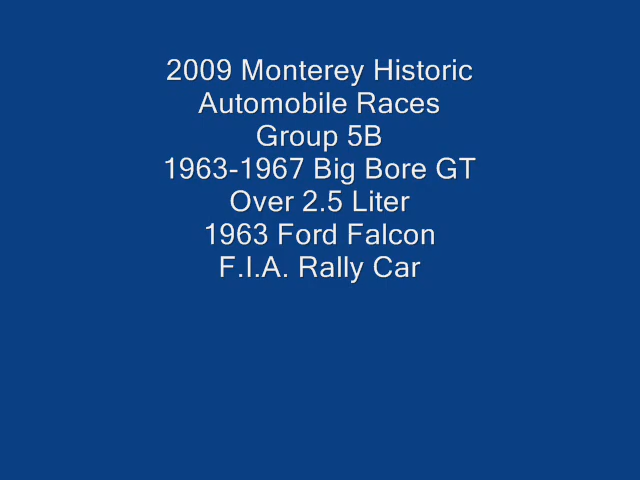 2009 Monterey Historic
Automobile Races
Group 5B
1963-1967 Big Bore GT
Over 2.5 Liter
1963 Ford Falcon
F.I.A. Rally Car